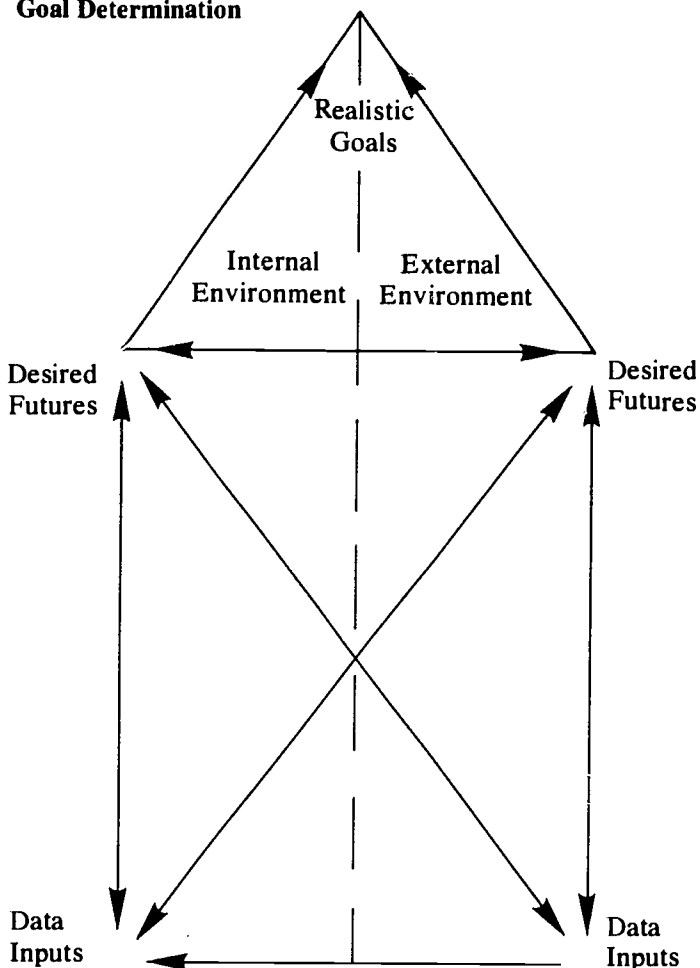 Goal Determination
Realistic
Goals
Internal
Environment
External
Environment
Desired
Futures
Desired
Futures
Data
Inputs
Data
Inputs